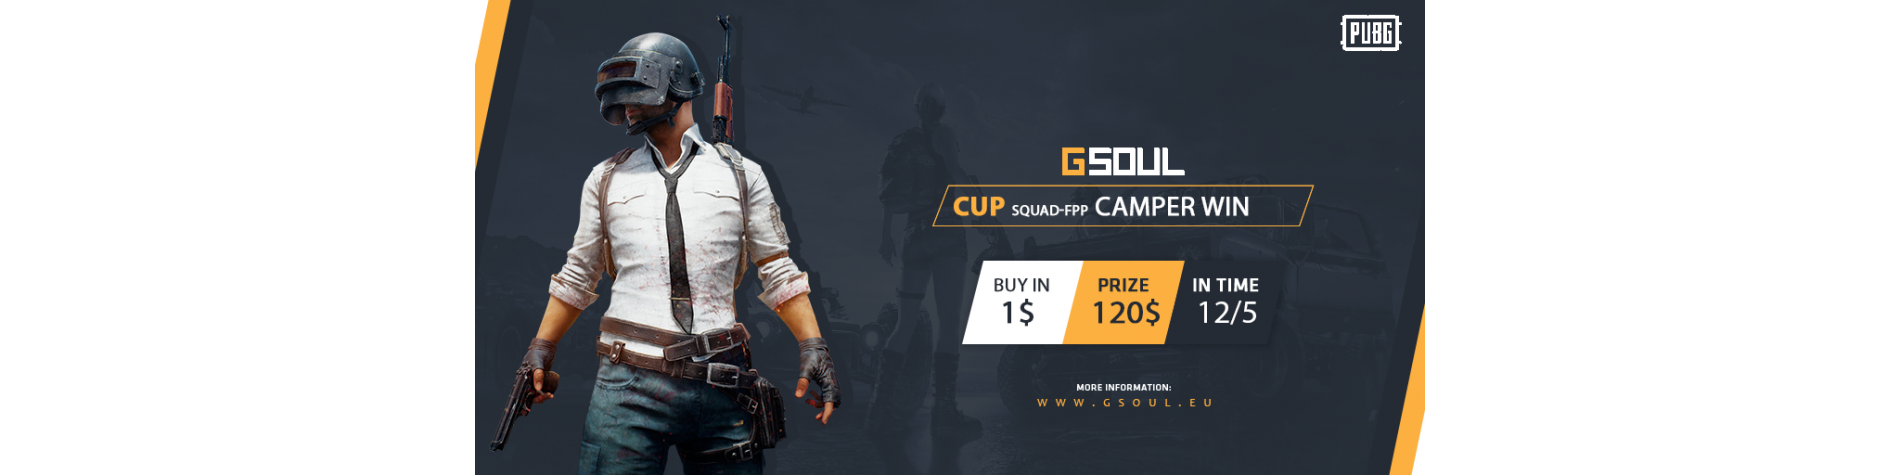 PUBG
GSOUL
CUP SQUAD-FPP CAMPER WIN
BUY IN
1$
PRIZE
120$
IN TIME
12/5
MORE INFORMATION:
WWW.GSOUL.EU